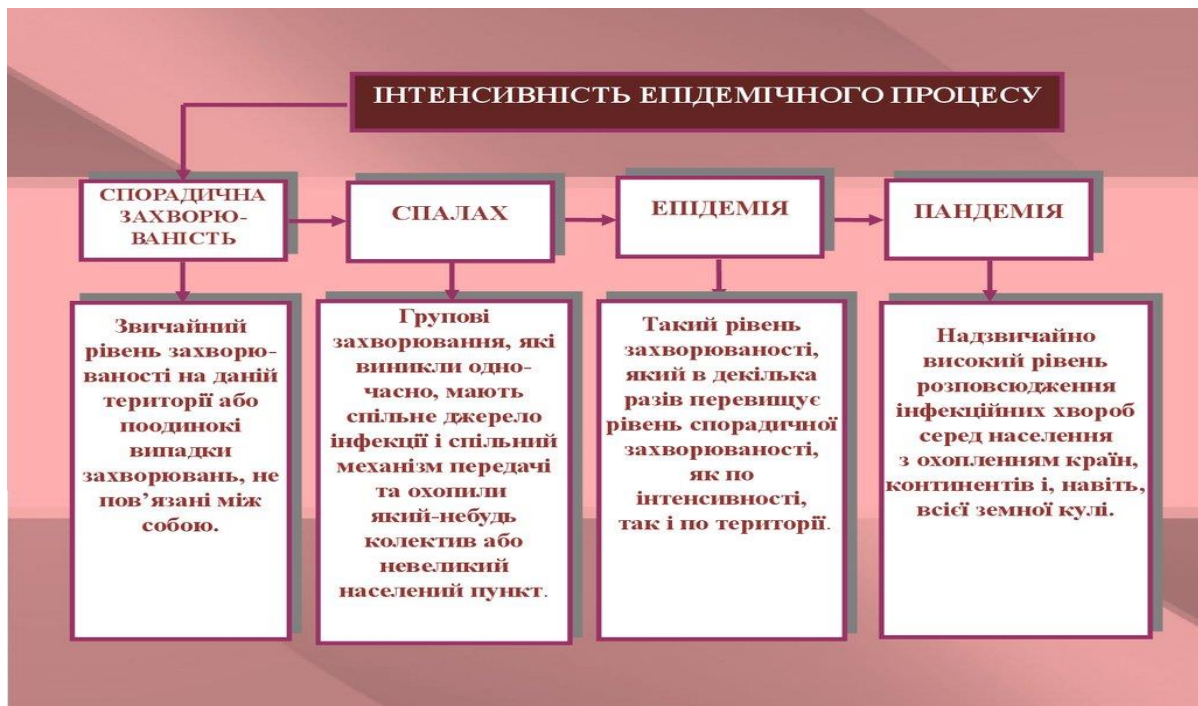 ІНТЕНСИВНІСТЬ ЕПІДЕМІЧНОГО ПРОЦЕСУ
СПОРАДИЧНА
ЗАХВОРЮ-
ВАНІСТЬ
СПАЛАХ
ЕПІДЕМІЯ
ПАНДЕМІЯ
Звичайний
рівень захворю-
ваності на даній
території або
поодинокі
випадки
захворювань, не
пов’язані між
собою.
Групові
захворювання, які
виникли одно-
часно, мають
спільне джерело
інфекції і спільний
механізм передачі
та охопили
який-небудь
колектив або
невеликий
населений пункт.
Такий рівень
захворюваності,
який в декілька
разів перевищує
рівень спорадичної
захворюваності,
як по
інтенсивності,
так і по території.
Надзвичайно
високий рівень
розповсюдження
інфекційних хвороб
серед населення
з охопленням країн,
континентів і, навіть,
всієї земної кулі.